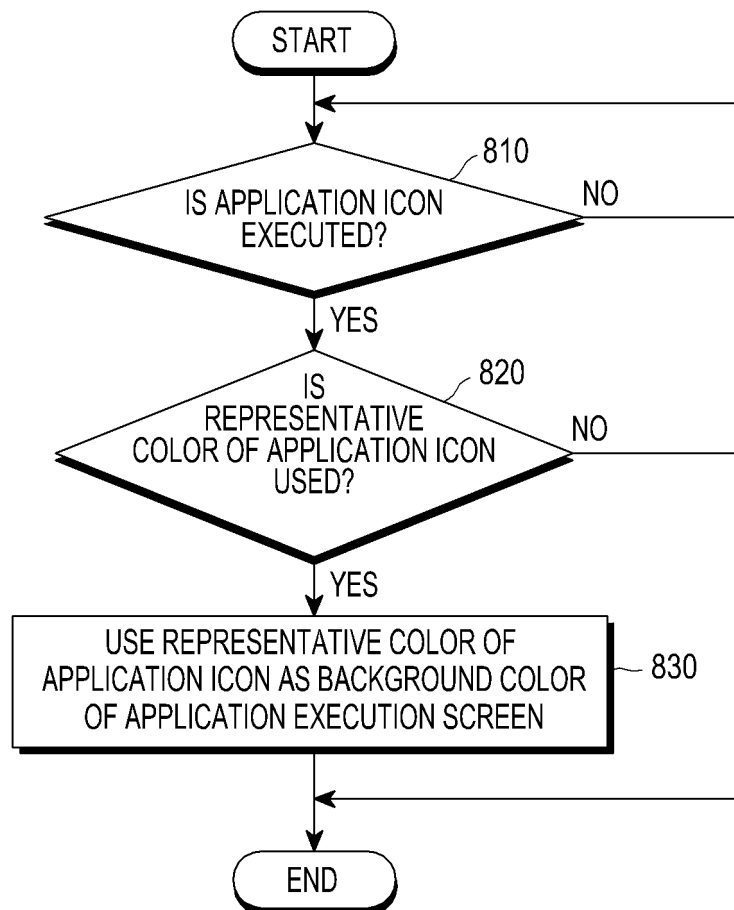 START
810
IS APPLICATION ICON
EXECUTED?
NO
YES
820
IS
REPRESENTATIVE
COLOR OF APPLICATION ICON
USED?
NO
YES
USE REPRESENTATIVE COLOR OF
APPLICATION ICON AS BACKGROUND COLOR
OF APPLICATION EXECUTION SCREEN
830
END